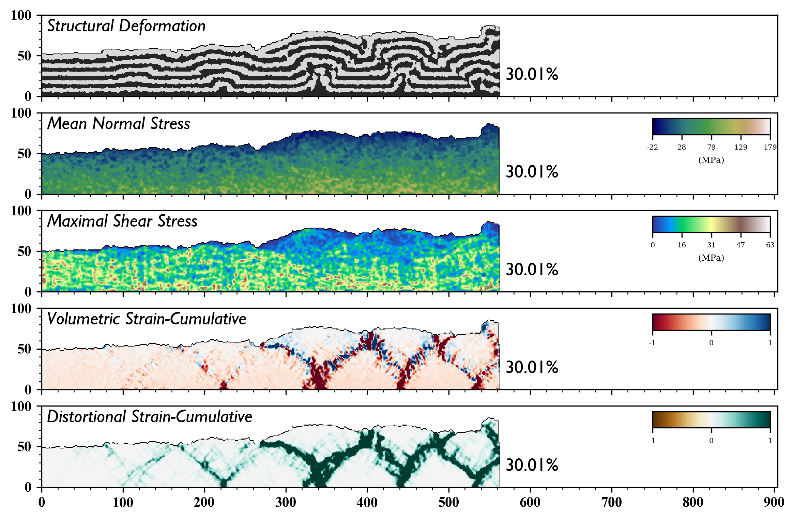 100
Structural Deformation
50
30.01%
0
100
Mean Normal Stress
-22 28 79 129 179
50
(MPa)
30.01%
0
100
Maximal Shear Stress
0 16 31 47 63
50
(MPa)
30.01%
0
100
Volumetric Strain-Cumulative
-1 0 1
50
30.01%
0
100
Distortional Strain-Cumulative
1 0 1
50
30.01%
0
0 100 200 300 400 500 600 700 800 900